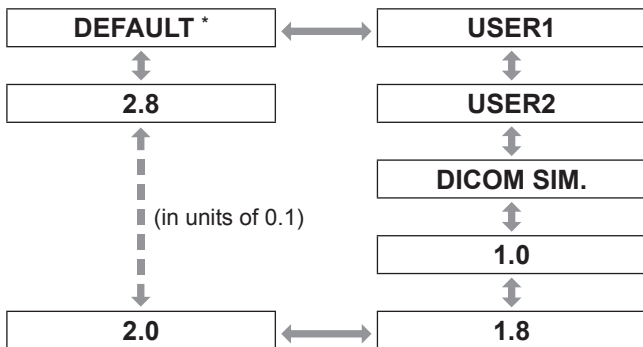 DEFAULT *
USER1
2.8
USER2
DICOM SIM.
(in units of 0.1)
1.0
2.0
1.8